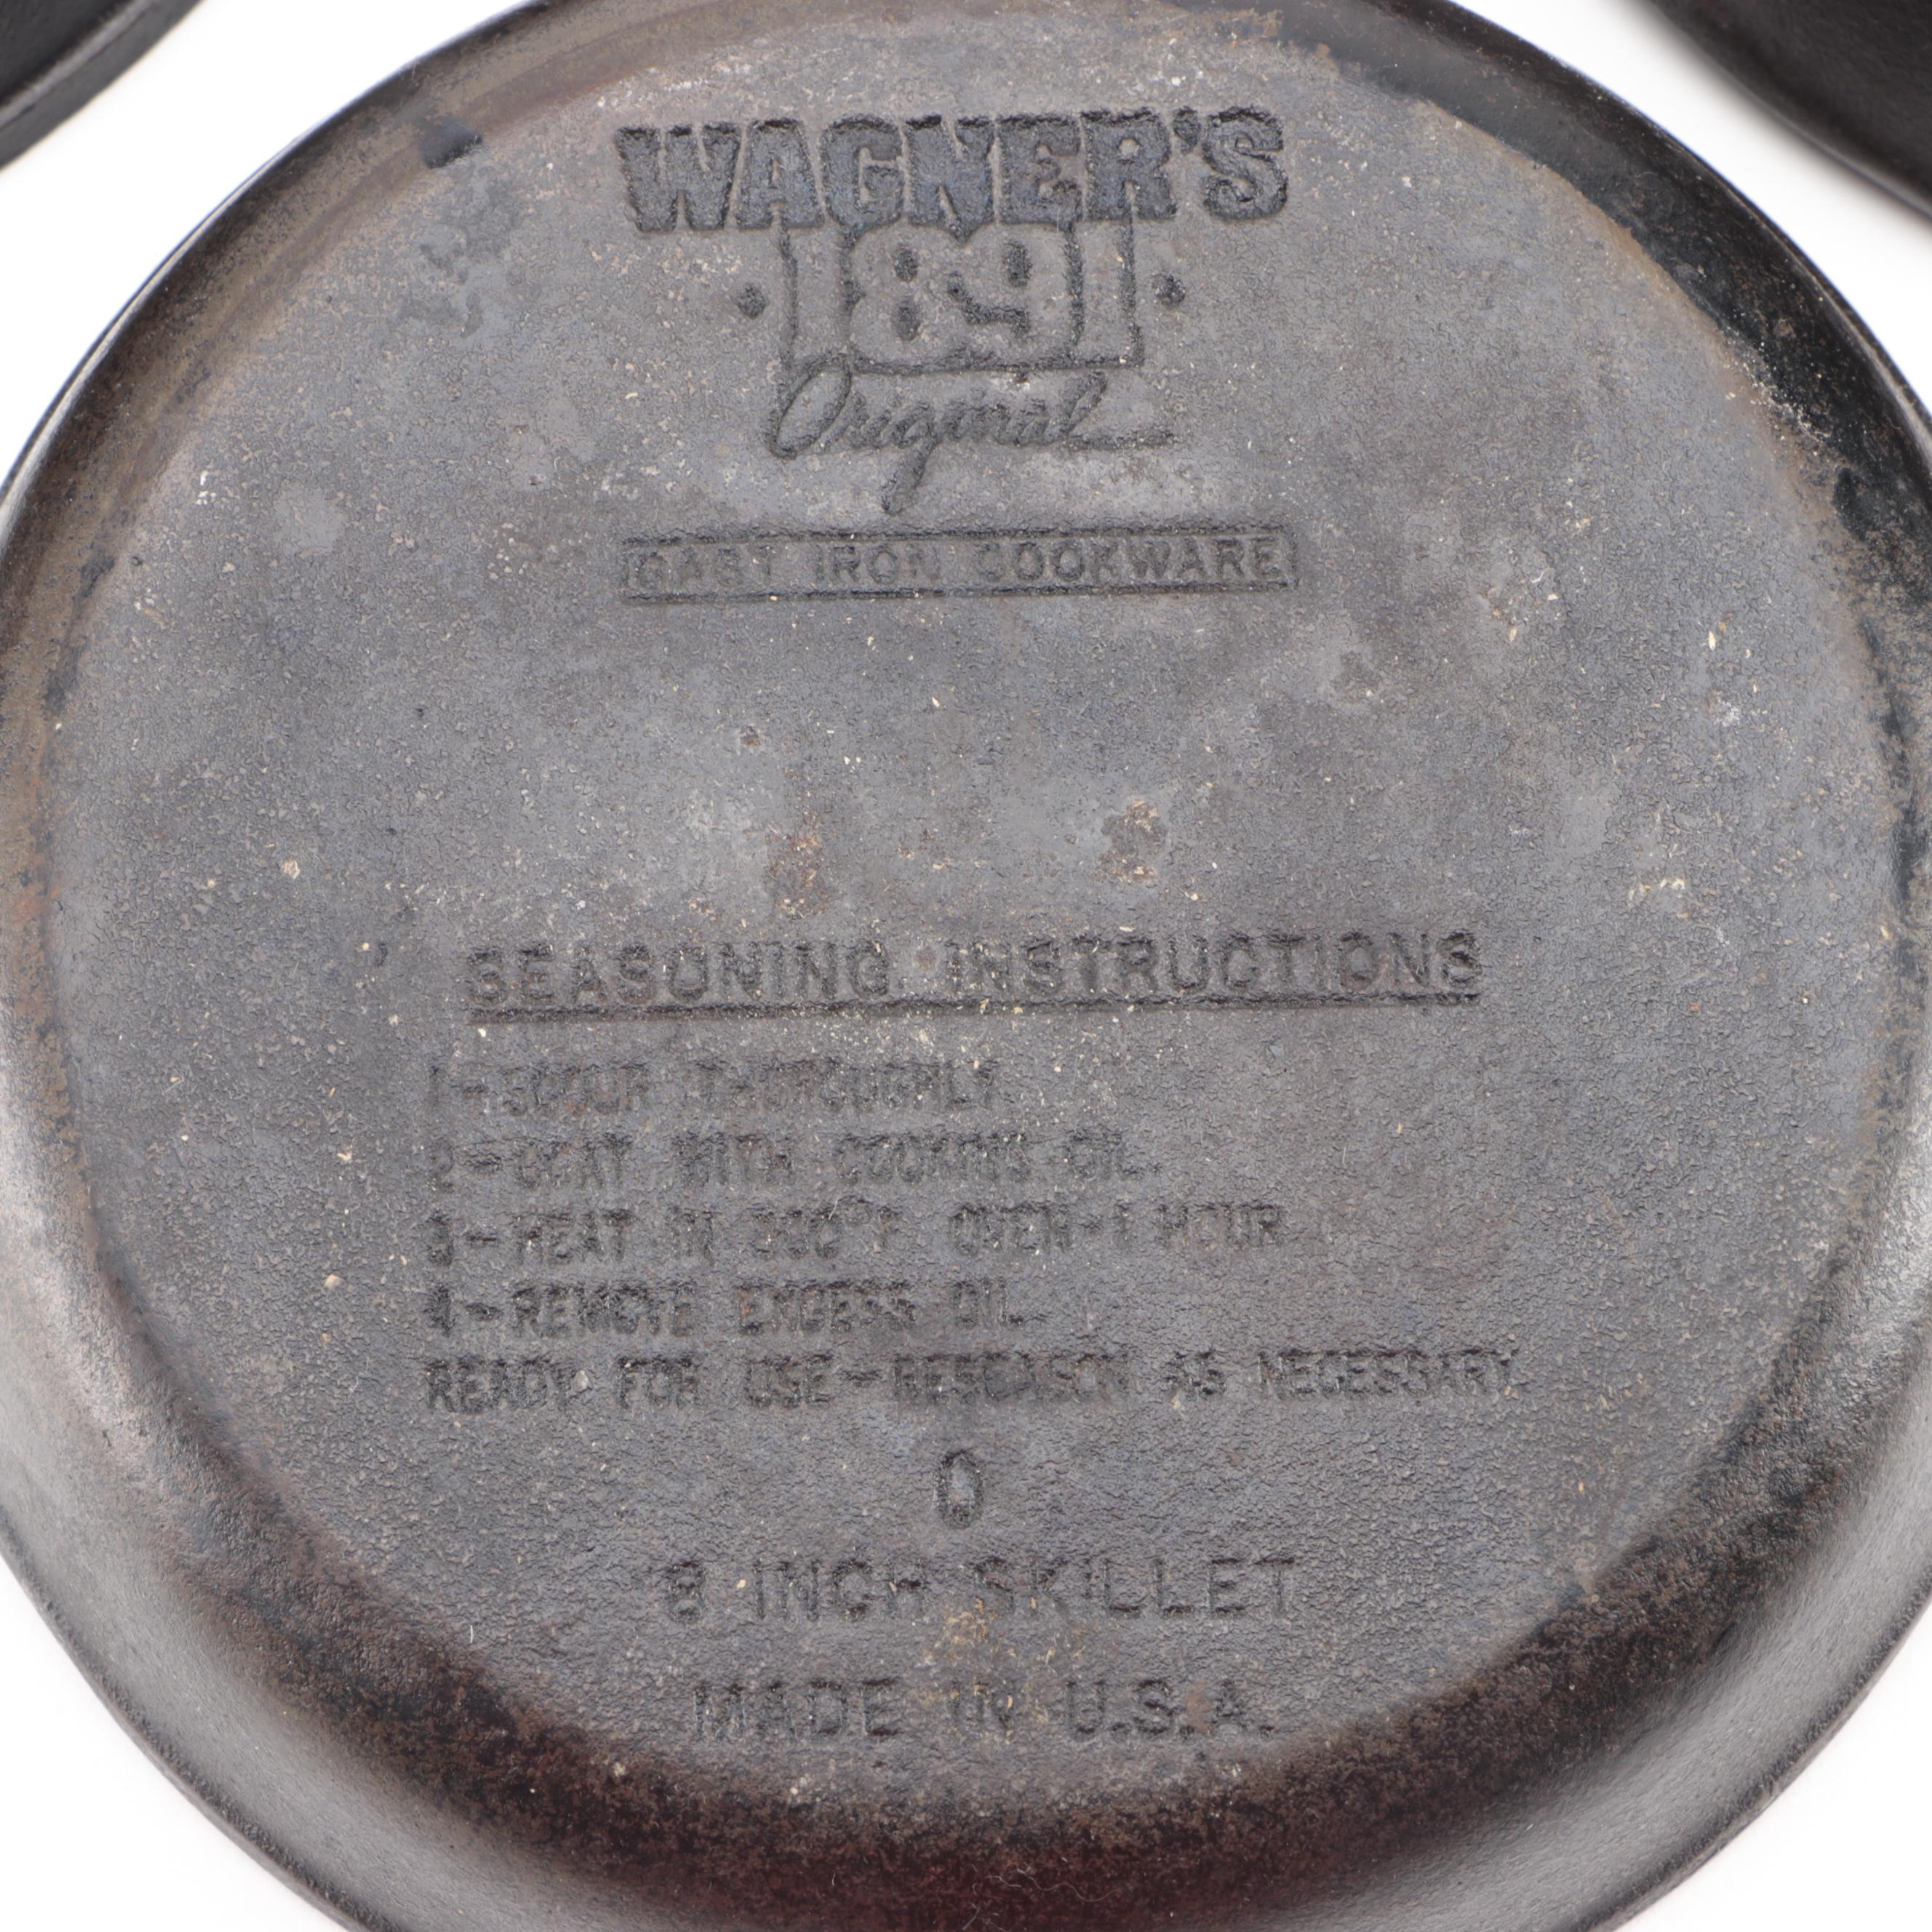 WAGNER'S
· 1891 ·
Original
CAST IRON COOKWARE
SEASONING INSTRUCTIONS
1-SCOUR THOROUGHLY
2-COAT WITH COOKING OIL.
3-HEAT IN 300°F OVEN-1 HOUR
4-REMOVE EXCESS OIL.
READY FOR USE-RESEASON AS NECESSARY
0
8 INCH SKILLET
MADE IN U.S.A.